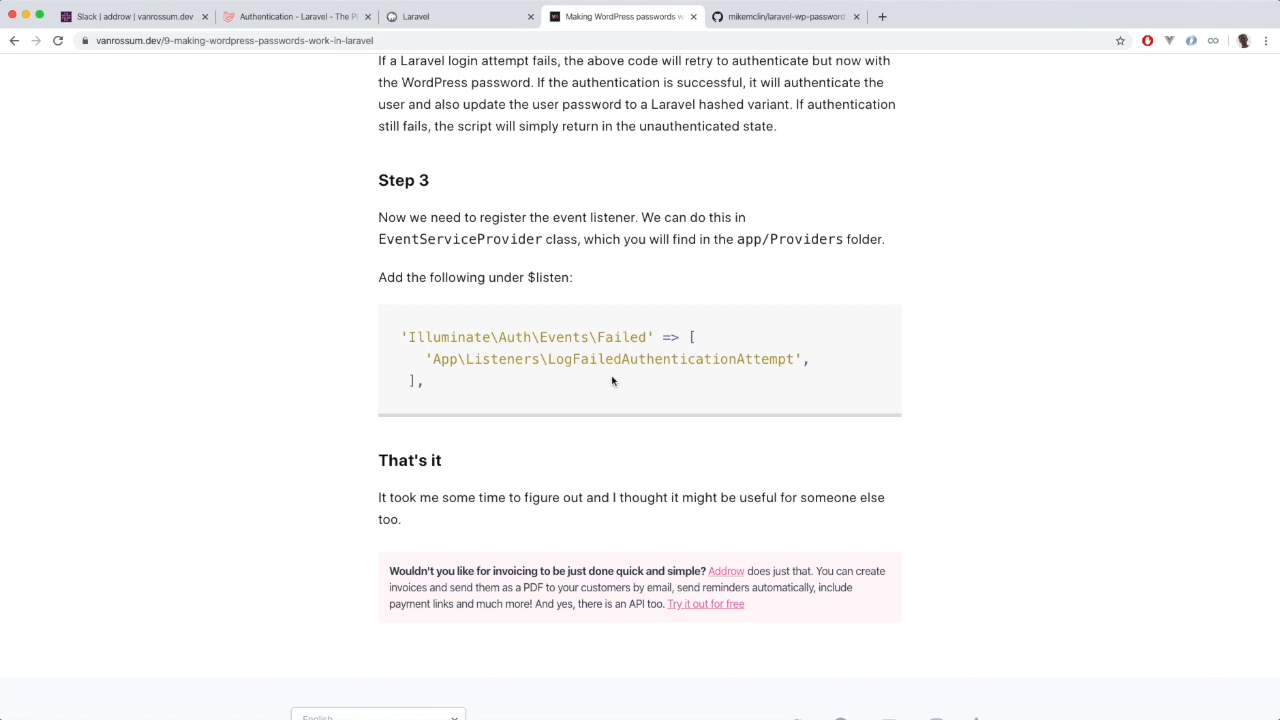 Slack | addrow | vanrossum.dev
Authentication - Laravel - The P
Laravel
Making WordPress passwords w
mikemclin/laravel-wp-password
vanrossum.dev/9-making-wordpress-passwords-work-in-laravel
If a Laravel login attempt fails, the above code will retry to authenticate but now with
the WordPress password. If the authentication is successful, it will authenticate the
user and also update the user password to a Laravel hashed variant. If authentication
still fails, the script will simply return in the unauthenticated state.
Step 3
Now we need to register the event listener. We can do this in
EventServiceProvider class, which you will find in the app/Providers folder.
Add the following under $listen:
'Illuminate\Auth\Events\Failed' => [
'App\Listeners\LogFailedAuthenticationAttempt',
],
That's it
It took me some time to figure out and I thought it might be useful for someone else
too.
Wouldn't you like for invoicing to be just done quick and simple? Addrow does just that. You can create
invoices and send them as a PDF to your customers by email, send reminders automatically, include
payment links and much more! And yes, there is an API too. Try it out for free
English